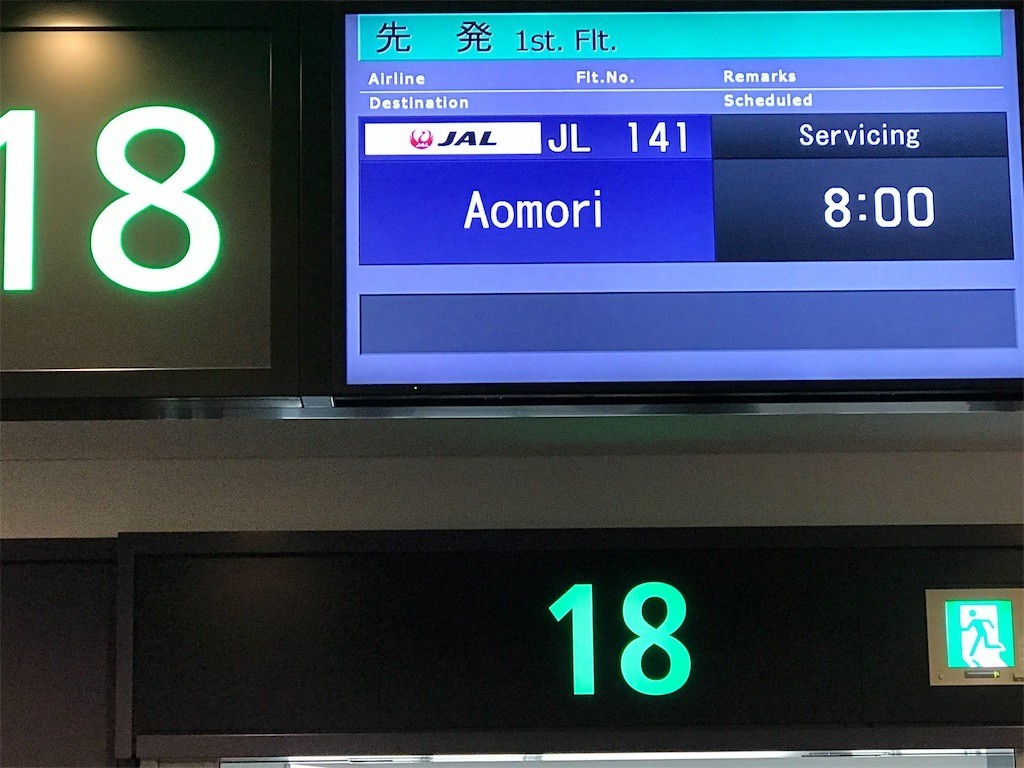 18
先 発 1st. Flt.
Airline Flt.No. Remarks
Destination Scheduled
JAL JL 141 Servicing
Aomori 8:00
18